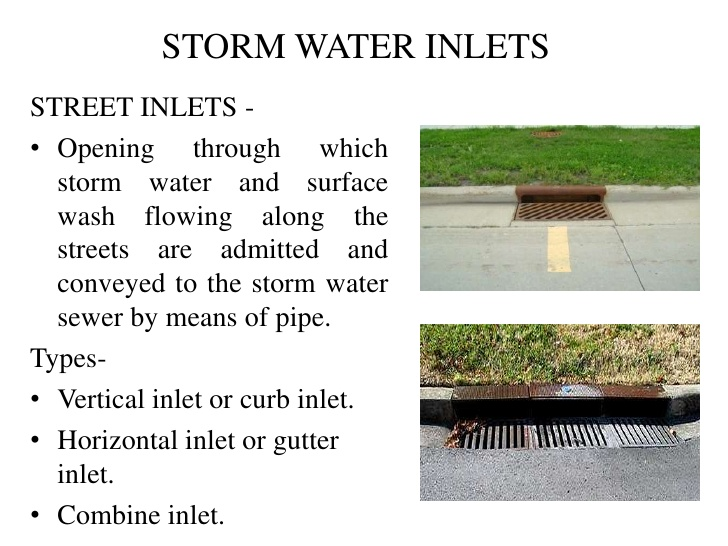 STORM WATER INLETS
STREET INLETS -
• Opening through which
storm water and surface
wash flowing along the
streets are admitted and
conveyed to the storm water
sewer by means of pipe.
Types-
• Vertical inlet or curb inlet.
• Horizontal inlet or gutter
inlet.
• Combine inlet.